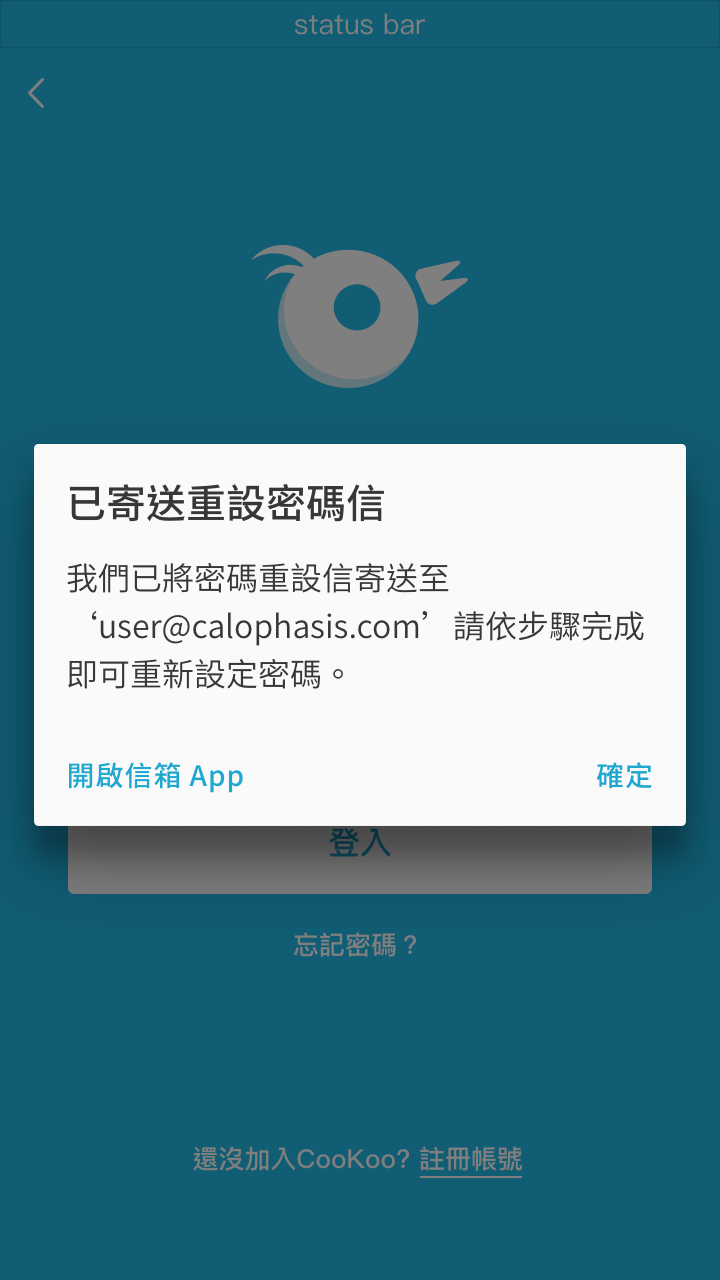 status bar
已寄送重設密碼信
我們已將密碼重設信寄送至
‘user@calophasis.com’請依步驟完成
即可重新設定密碼。
開啟信箱 App
確定
登入
忘記密碼？
還沒加入CooKoo? 註冊帳號